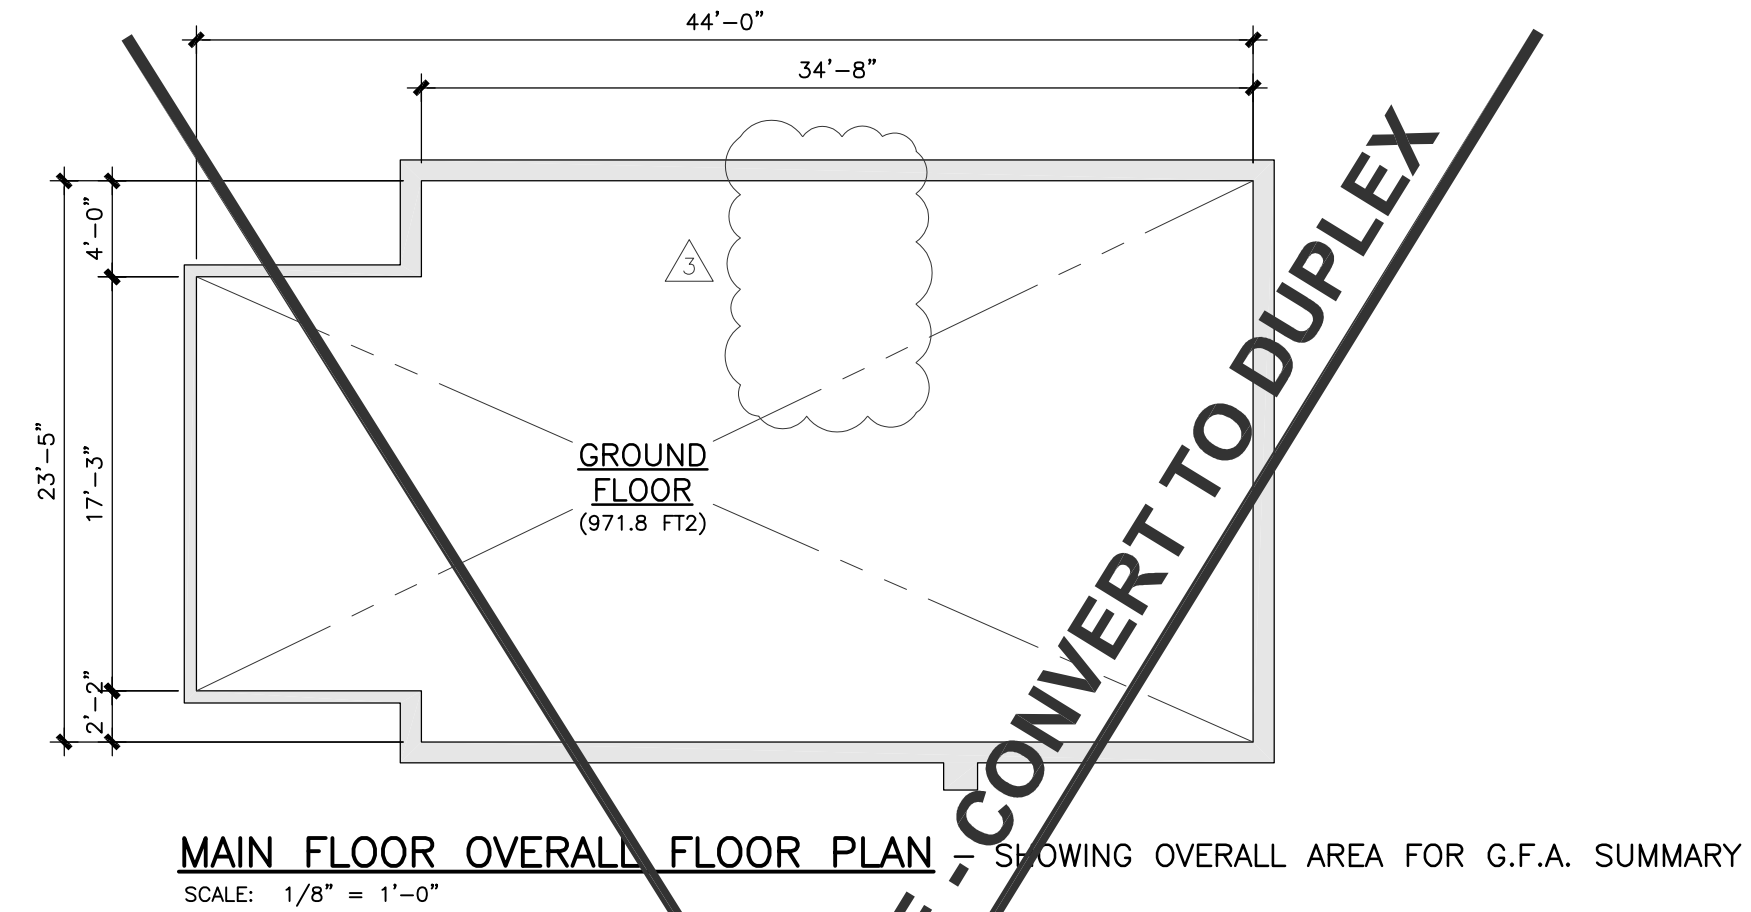 44'-0"
34'-8"
4'-0"
3
23'-5"
17'-3"
GROUND
FLOOR
(971.8 FT2)
2'-2"
- CONVERT TO DUPLEX
MAIN FLOOR OVERALL FLOOR PLAN – SHOWING OVERALL AREA FOR G.F.A. SUMMARY
SCALE: 1/8" = 1'-0"